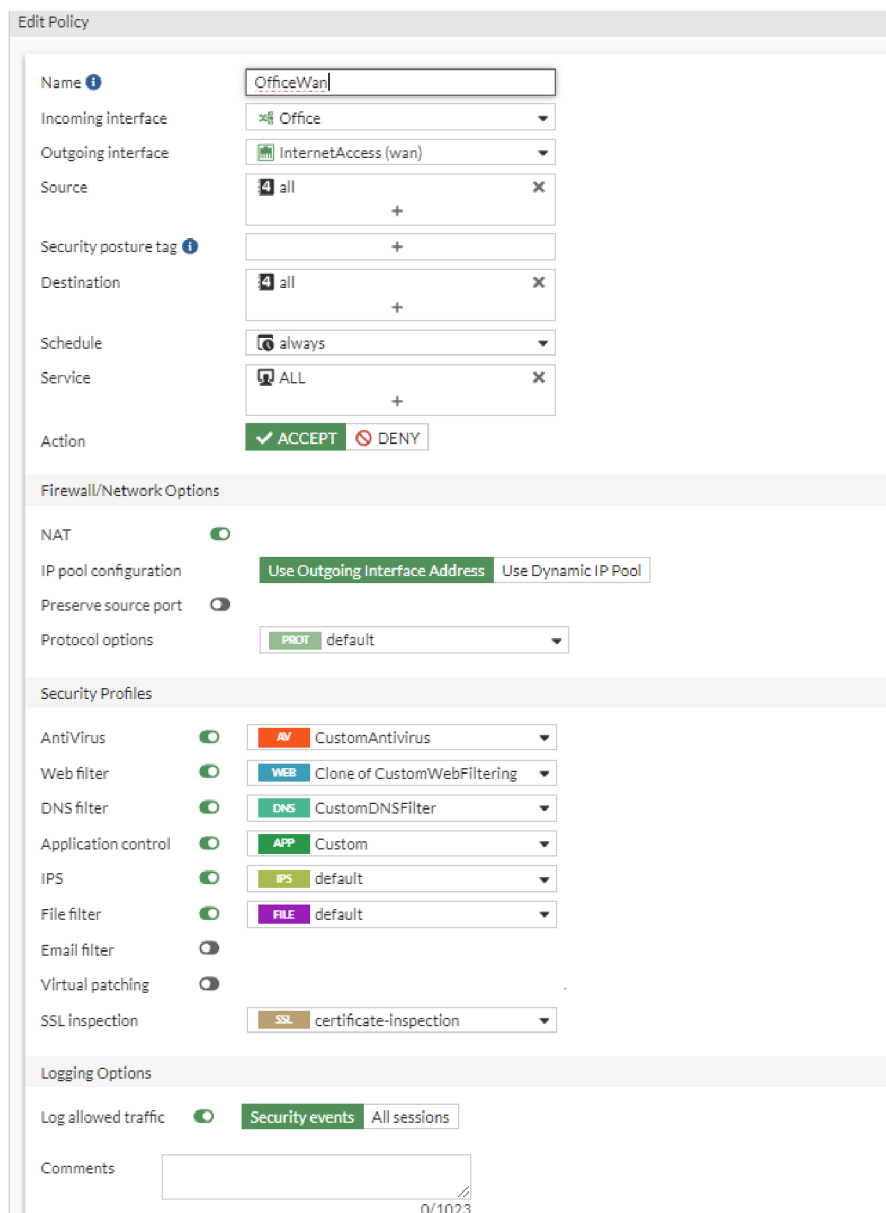 Edit Policy
Name
OfficeWan
Incoming interface
Office
Outgoing interface
InternetAccess (wan)
Source
4 all
+
Security posture tag
+
Destination
4 all
+
Schedule
always
Service
ALL
+
Action
ACCEPT DENY
Firewall/Network Options
NAT
IP pool configuration
Use Outgoing Interface Address Use Dynamic IP Pool
Preserve source port
Protocol options
PROT default
Security Profiles
AntiVirus
AV CustomAntivirus
Web filter
WEB Clone of CustomWebFiltering
DNS filter
DNS CustomDNSFilter
Application control
APP Custom
IPS
IPS default
File filter
FILE default
Email filter
Virtual patching
SSL inspection
SSL certificate-inspection
Logging Options
Log allowed traffic
Security events All sessions
Comments
0/1023